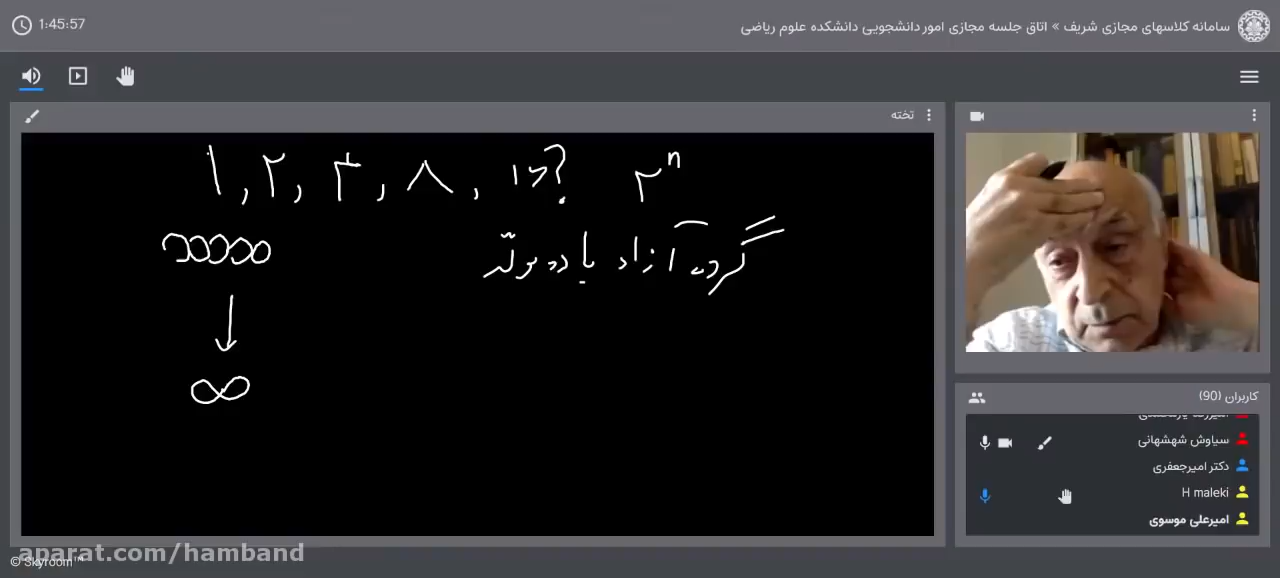 1:45:57
سامانه کلاسهای مجازی شریف » اتاق جلسه مجازی امور دانشجویی دانشکده علوم ریاضی
تخته
۱, ۲, ۴, ۸, ۱۶? ۲ⁿ
گروه آزاد با دو مولد
∞
کاربران (90)
سیاوش شهشهانی
دکتر امیرجعفری
H maleki
امیرعلی موسوی
aparat.com/hamband
© Skyroom™